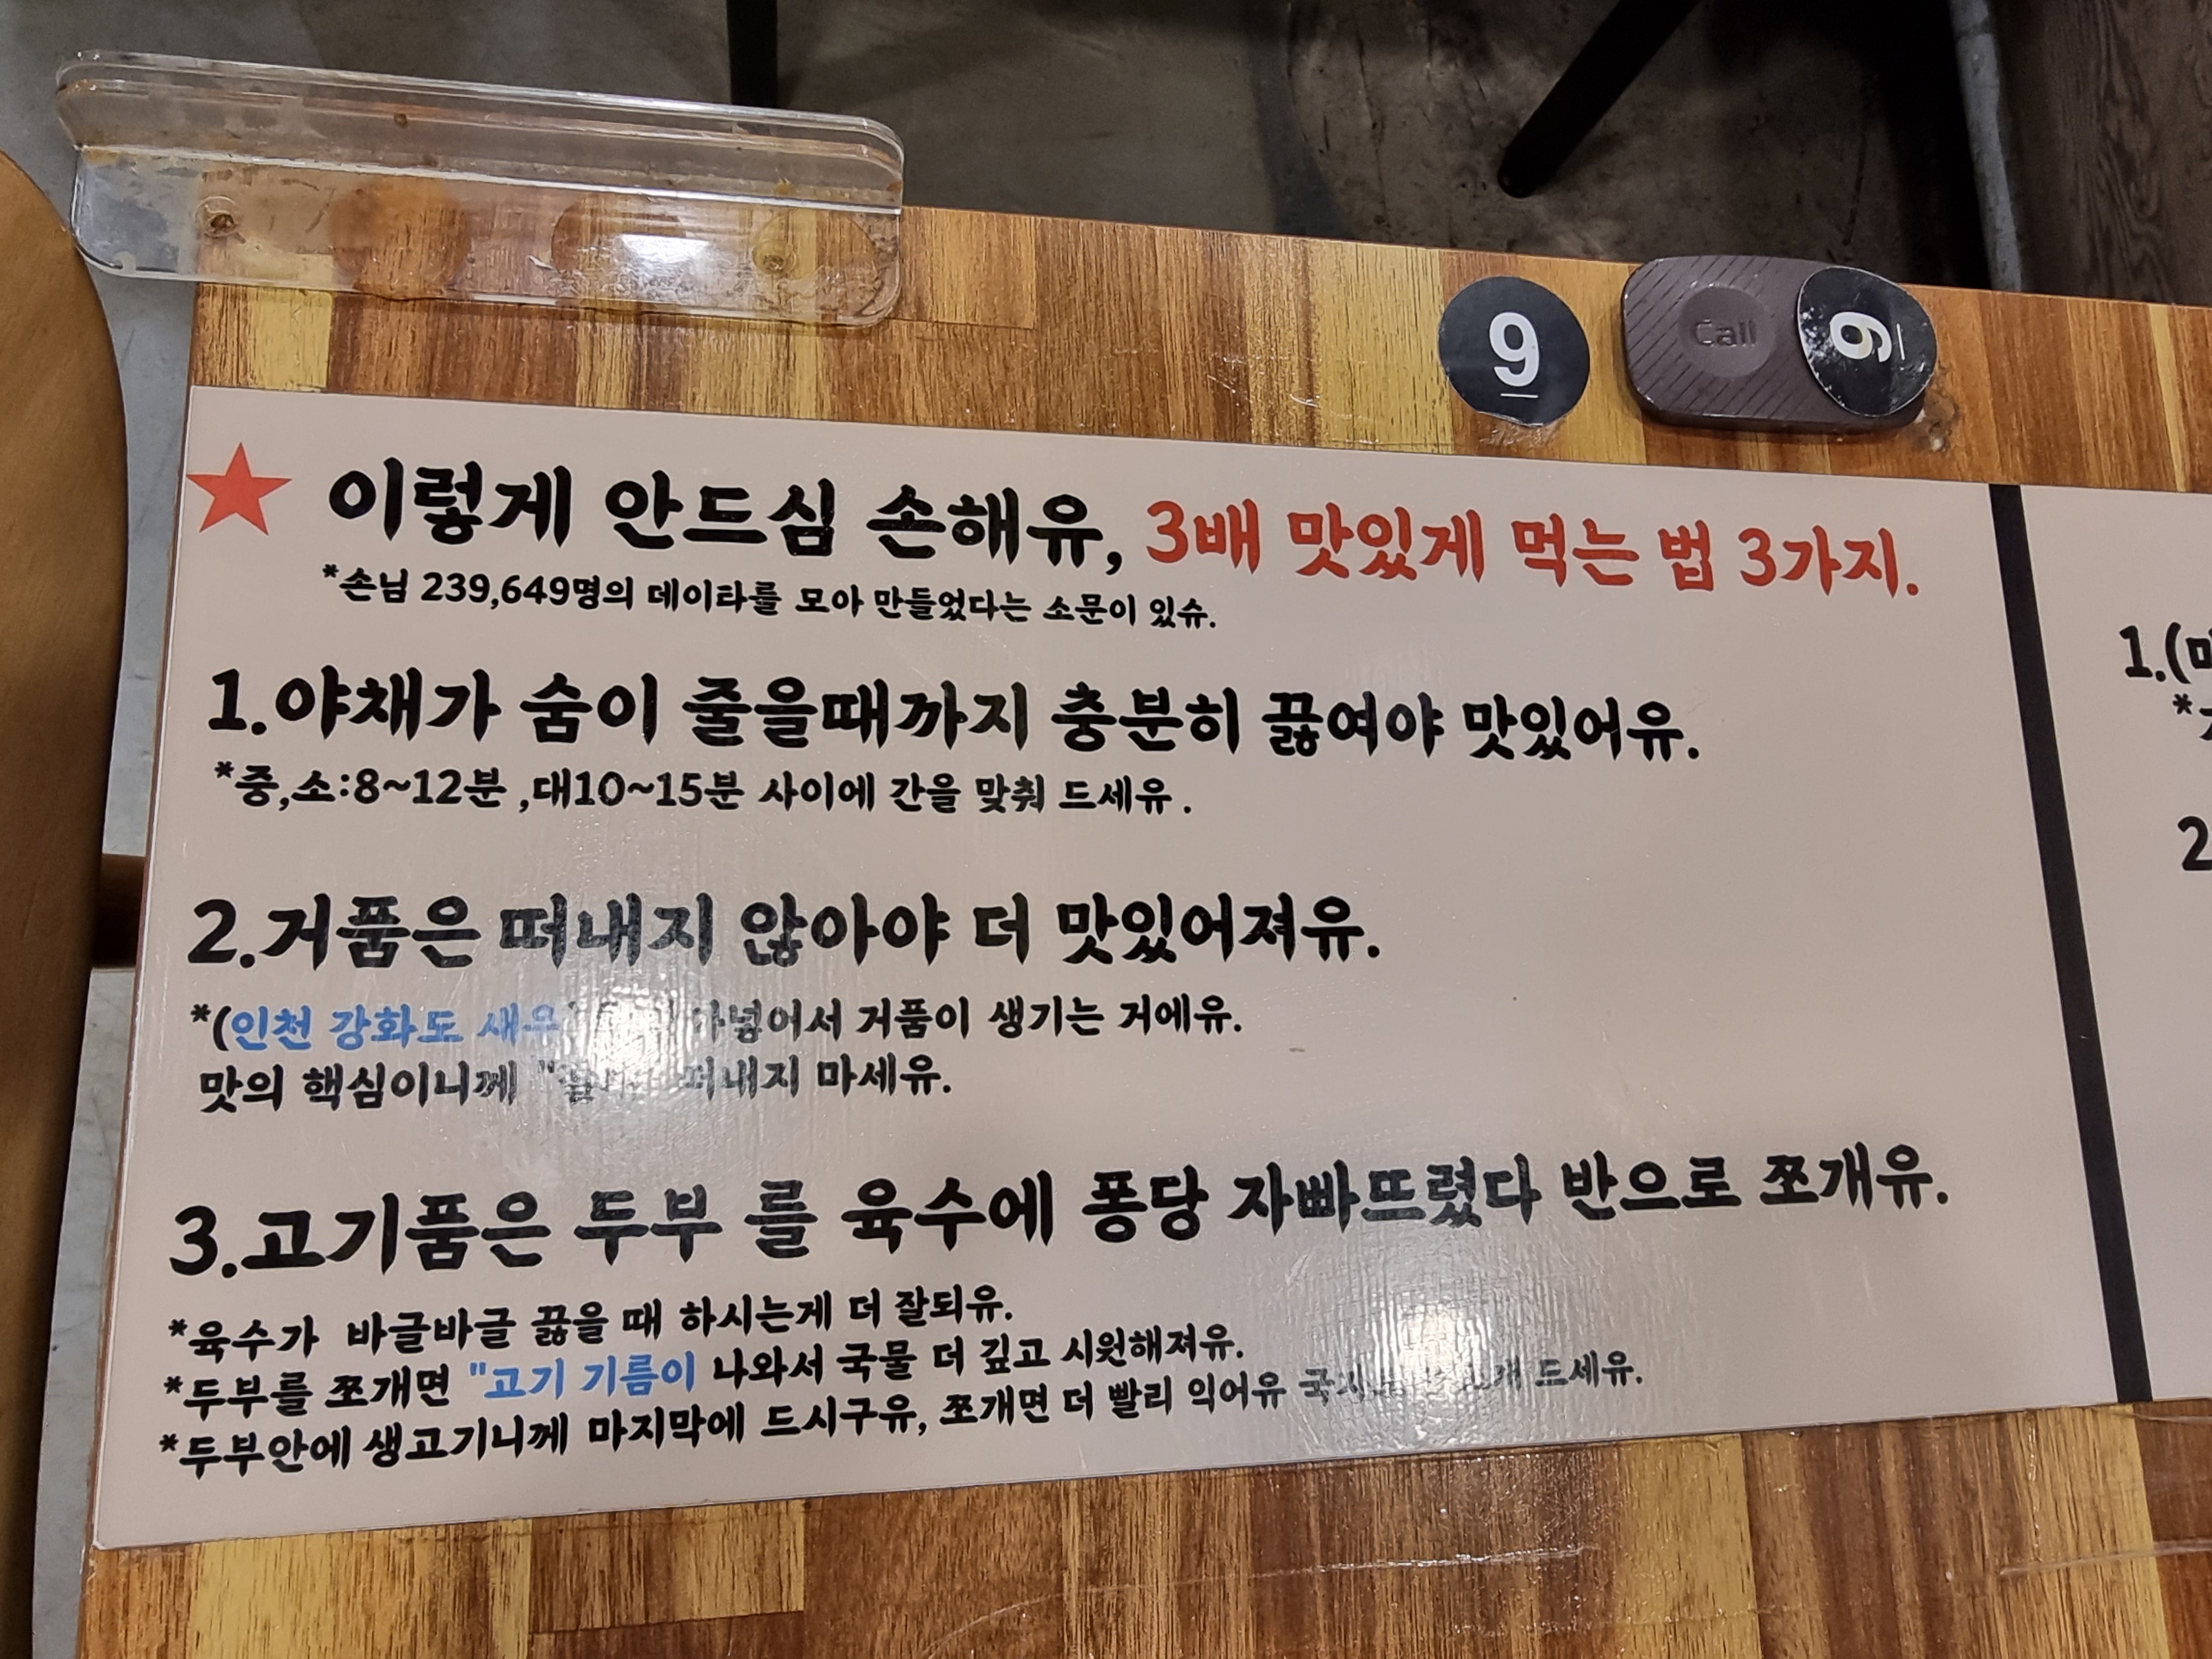 9
Call
9
이렇게 안드심 손해유, 3배 맛있게 먹는 법 3가지.
*손님 239,649명의 데이타를 모아 만들었다는 소문이 있슈.
1.야채가 숨이 줄을때까지 충분히 끓여야 맛있어유.
*중,소:8~12분 ,대10~15분 사이에 간을 맞춰 드세유 .
2.거품은 떠내지 않아야 더 맛있어져유.
*(인천 강화도 거품이 생기는 거에유.
맛의 핵심이니께 떠내지 마세유.
3.고기품은 두부 를 육수에 퐁당 자빠뜨렸다 반으로 쪼개유.
*육수가 바글바글 끓을 때 하시는게 더 잘되유.
*두부를 쪼개면 "고기 기름이 나와서 국물 더 깊고 시원해져유.
*두부안에 생고기니께 마지막에 드시구유, 쪼개면 더 빨리 익어유 드세유.
1.
2